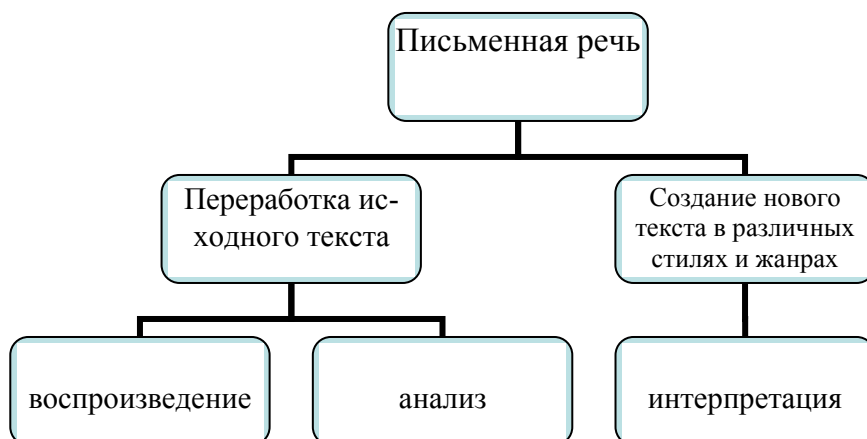 Письменная речь
Переработка ис-
ходного текста
Создание нового
текста в различных
стилях и жанрах
воспроизведение
анализ
интерпретация